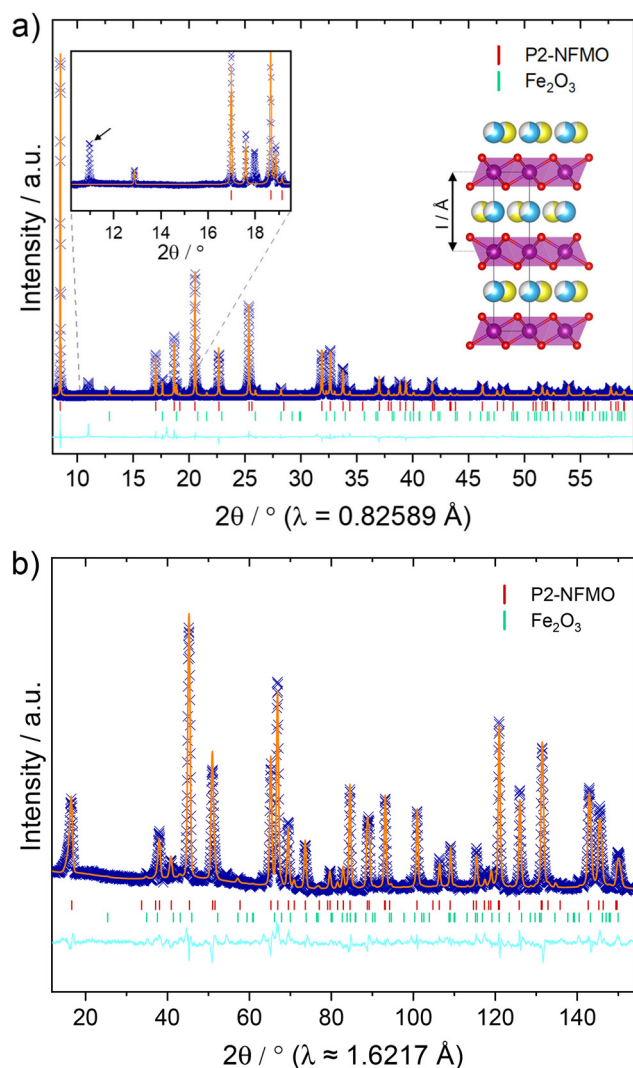 a)
P2-NFMO
Fe₂O₃
12 14 16 18
2θ / °
l / Å
Intensity / a.u.
10 15 20 25 30 35 40 45 50 55
2θ / ° (λ = 0.82589 Å)
b)
P2-NFMO
Fe₂O₃
Intensity / a.u.
20 40 60 80 100 120 140
2θ / ° (λ ≈ 1.6217 Å)